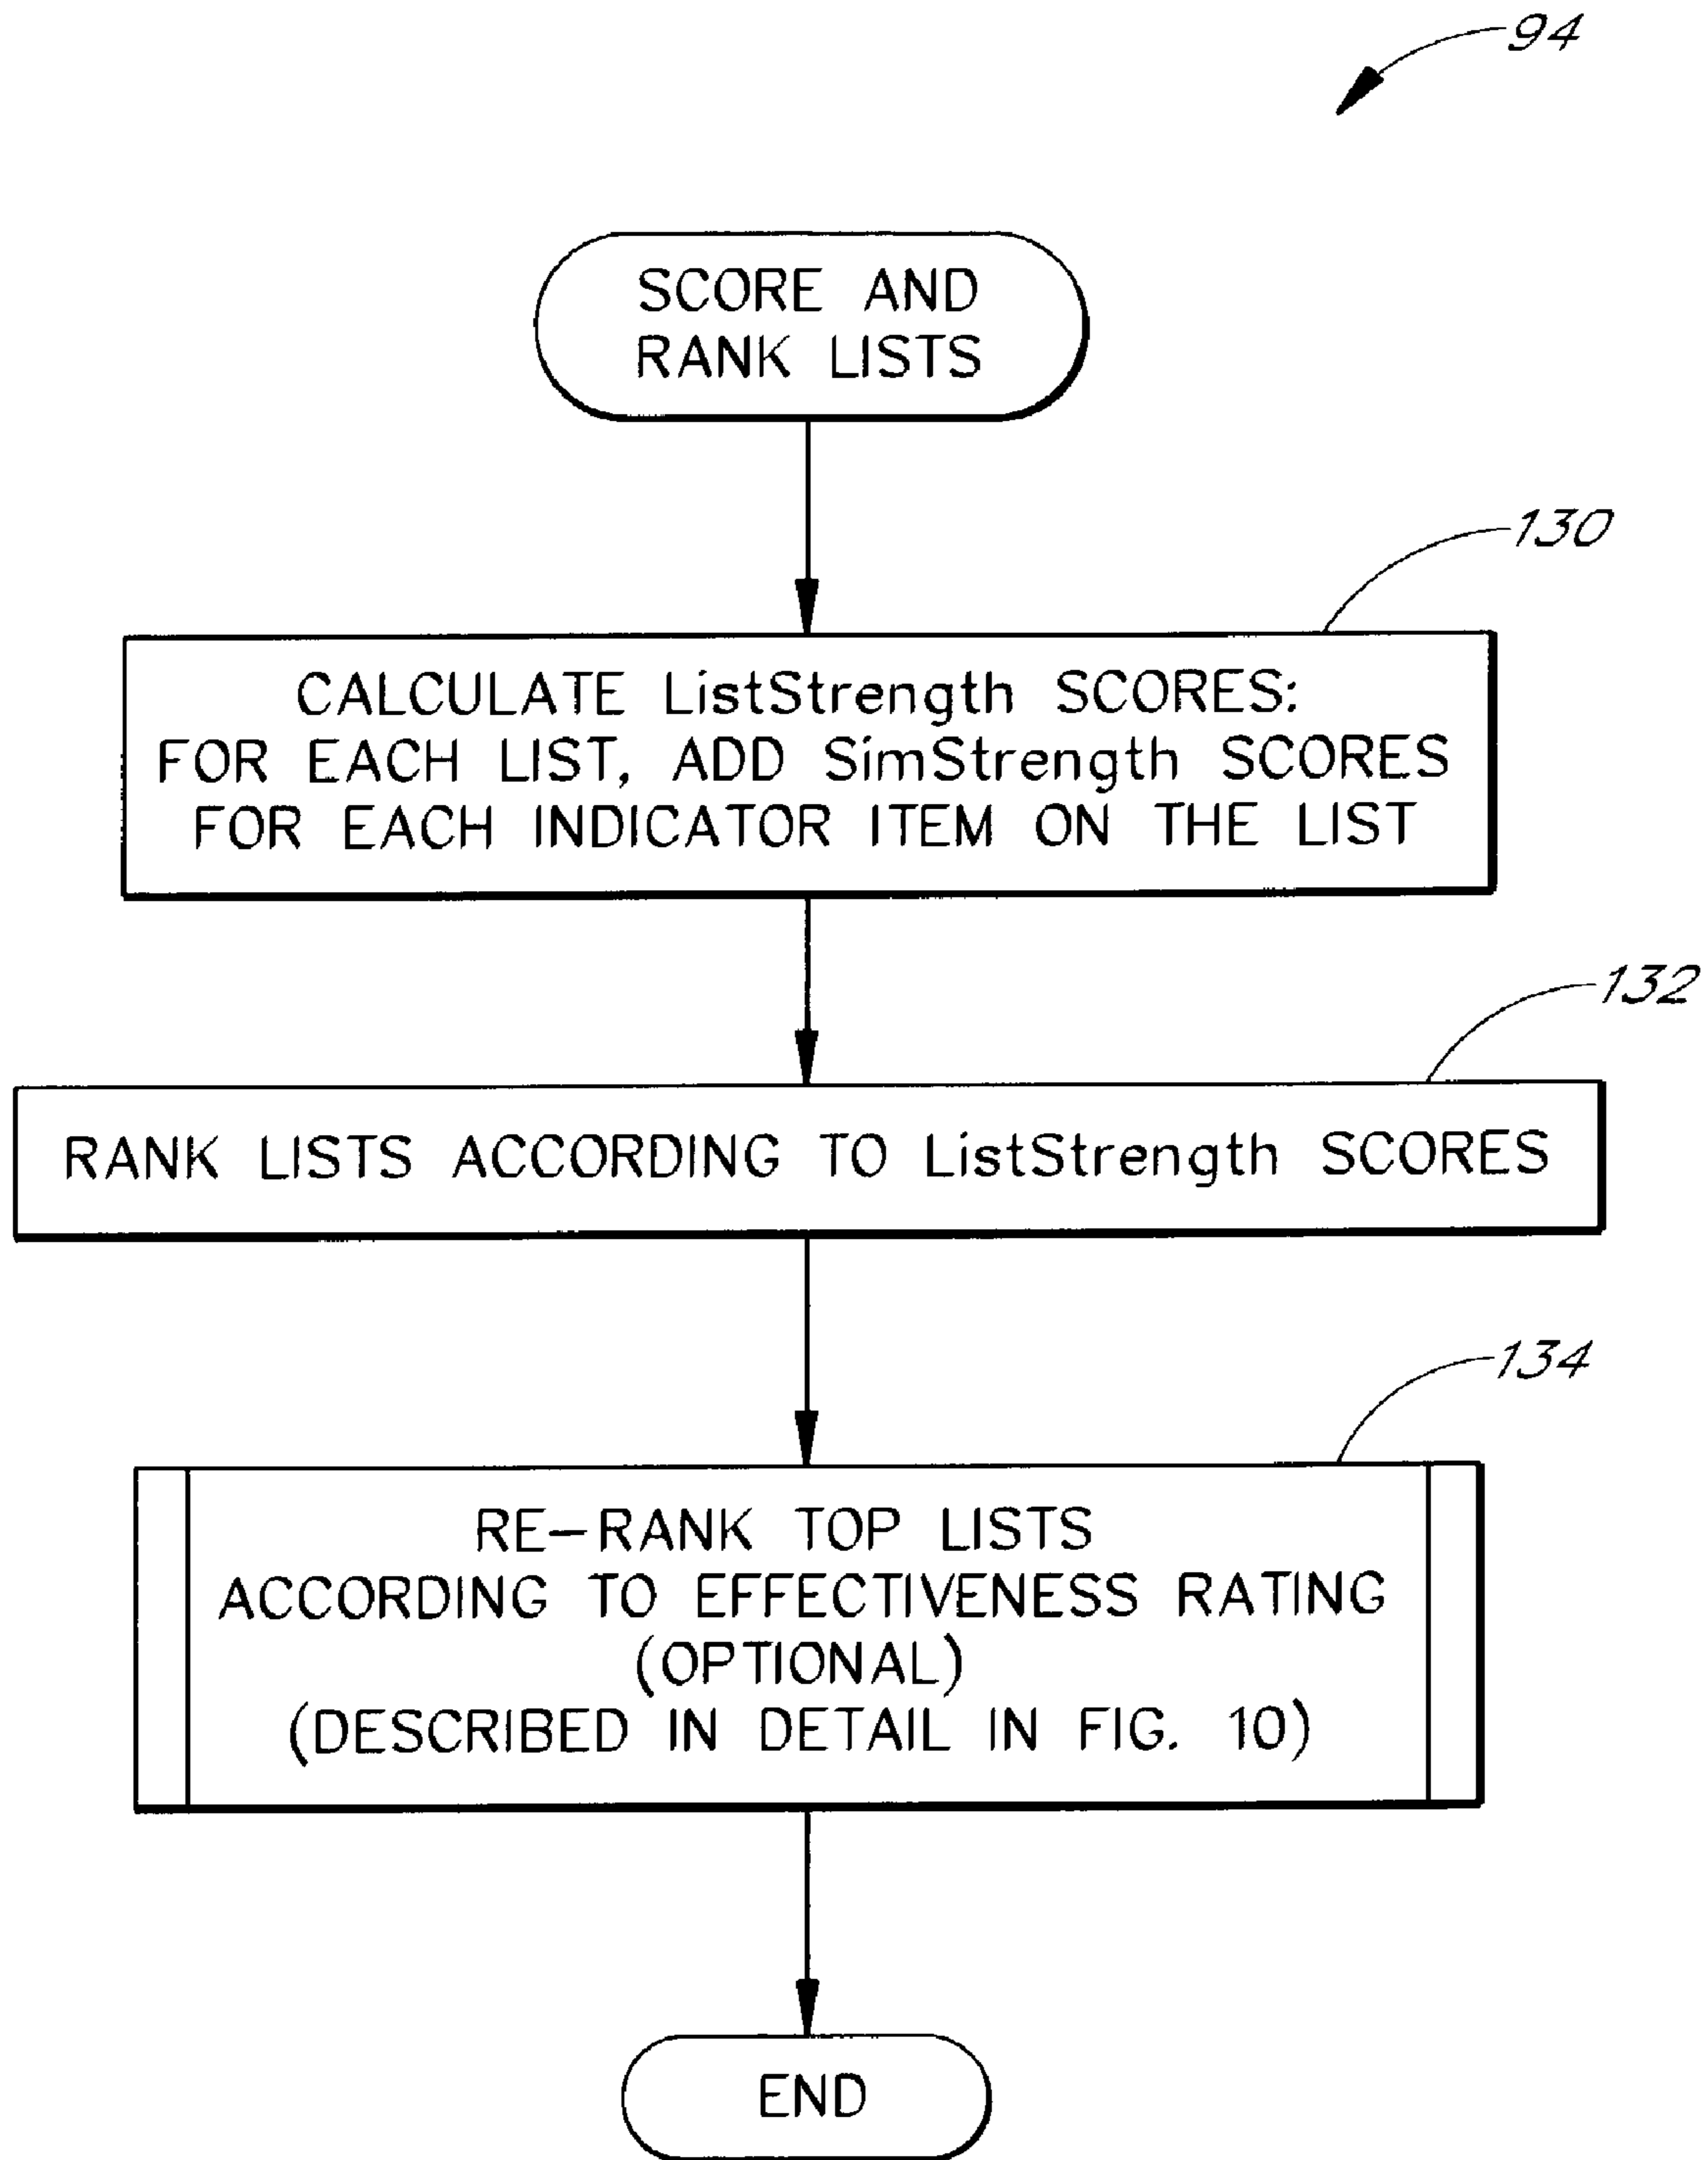 94
SCORE AND
RANK LISTS
130
CALCULATE ListStrength SCORES:
FOR EACH LIST, ADD SimStrength SCORES
FOR EACH INDICATOR ITEM ON THE LIST
132
RANK LISTS ACCORDING TO ListStrength SCORES
134
RE-RANK TOP LISTS
ACCORDING TO EFFECTIVENESS RATING
(OPTIONAL)
(DESCRIBED IN DETAIL IN FIG. 10)
END